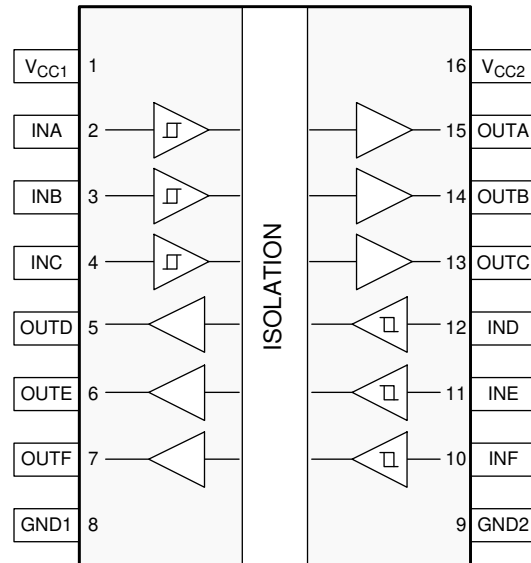 VCC1 1 16 VCC2
INA 2 15 OUTA
INB 3 14 OUTB
INC 4 13 OUTC
OUTD 5 12 IND
OUTE 6 11 INE
OUTF 7 10 INF
GND1 8 9 GND2
ISOLATION